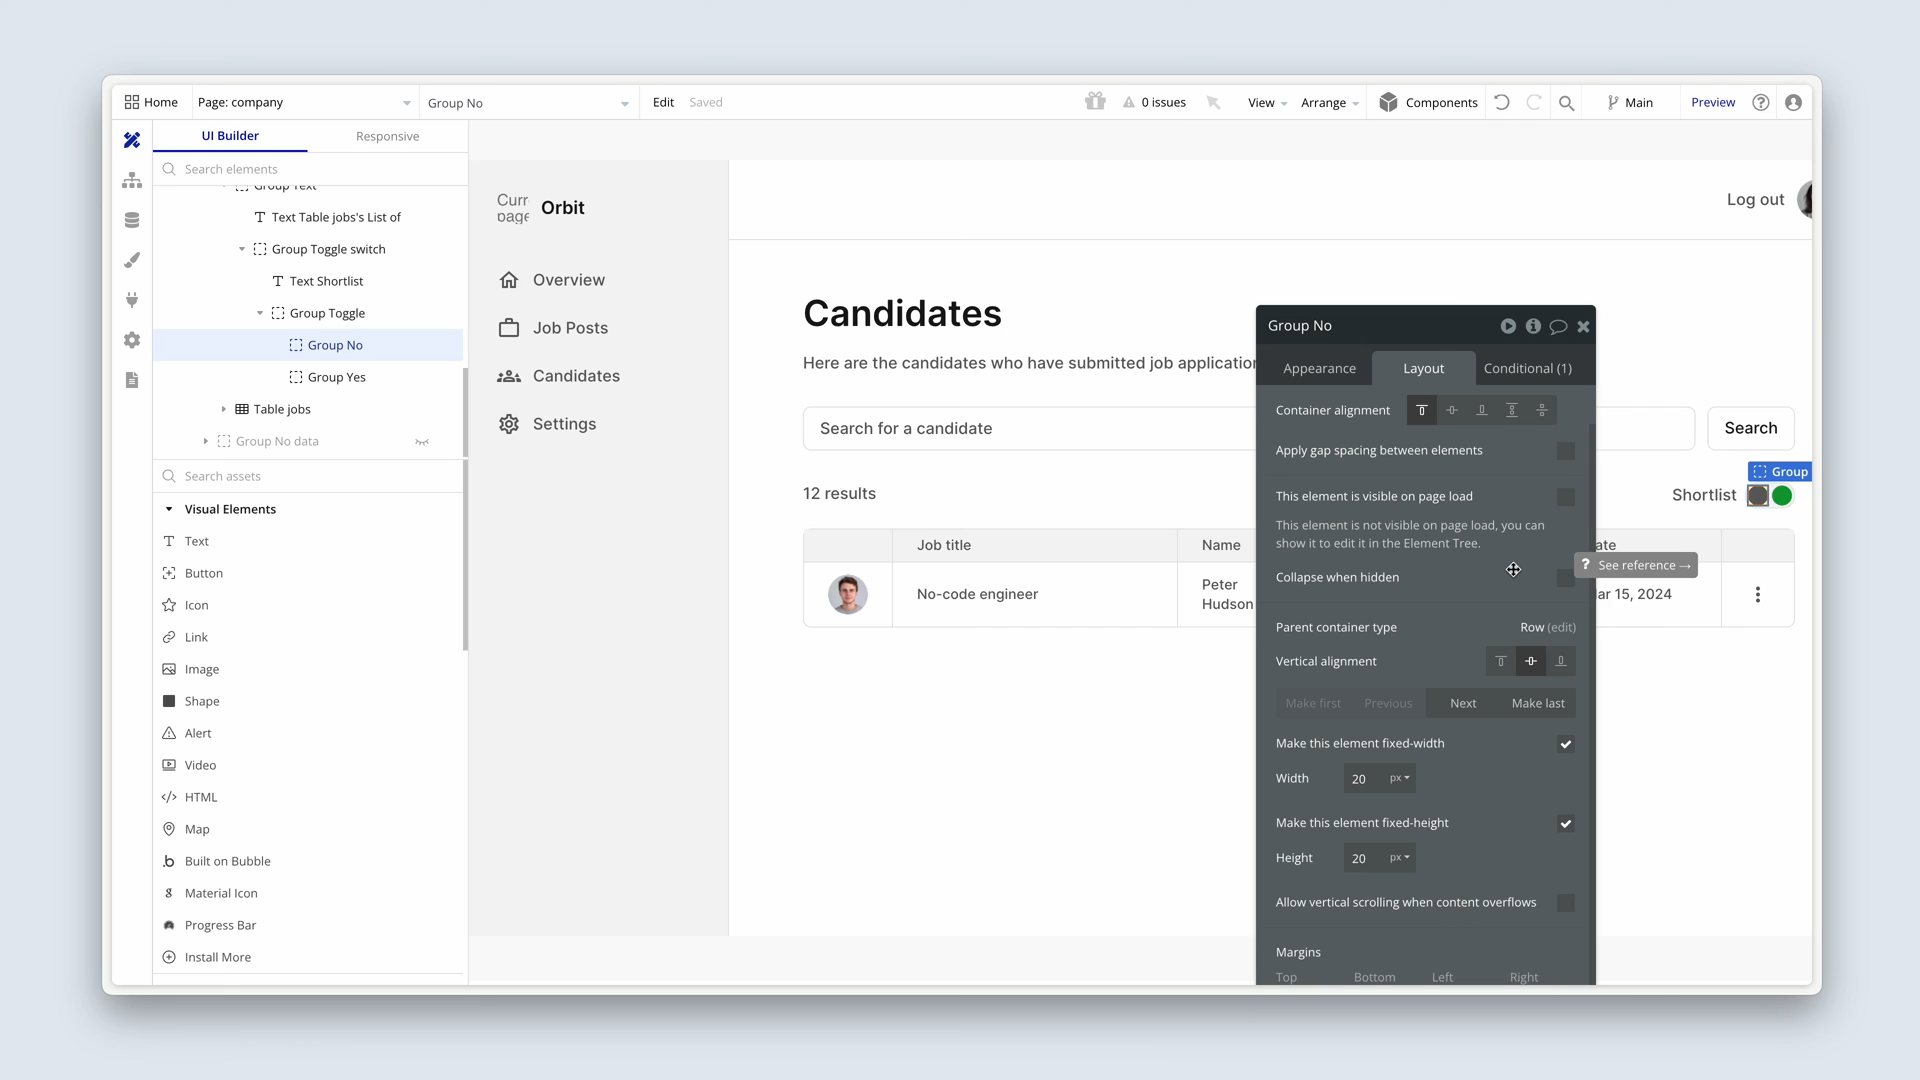 Home
Page: company
Group No
Edit
Saved
0 issues
View
Arrange
Components
Main
Preview
UI Builder
Responsive
Search elements
Group Text
Text Table jobs's List of
Group Toggle switch
Text Shortlist
Group Toggle
Group No
Group Yes
Table jobs
Group No data
Search assets
Visual Elements
Text
Button
Icon
Link
Image
Shape
Alert
Video
HTML
Map
Built on Bubble
Material Icon
Progress Bar
Install More
Curr
page
Orbit
Overview
Job Posts
Candidates
Settings
Log out
Candidates
Here are the candidates who have submitted job application
Search for a candidate
Search
12 results
Group
Shortlist
Job title
Name
ate
No-code engineer
Peter
Hudson
ar 15, 2024
Group No
Appearance
Layout
Conditional (1)
Container alignment
Apply gap spacing between elements
This element is visible on page load
This element is not visible on page load, you can
show it to edit it in the Element Tree.
? See reference →
Collapse when hidden
Parent container type
Row (edit)
Vertical alignment
Make first
Previous
Next
Make last
Make this element fixed-width
Width
20
px
Make this element fixed-height
Height
20
px
Allow vertical scrolling when content overflows
Margins
Top
Bottom
Left
Right